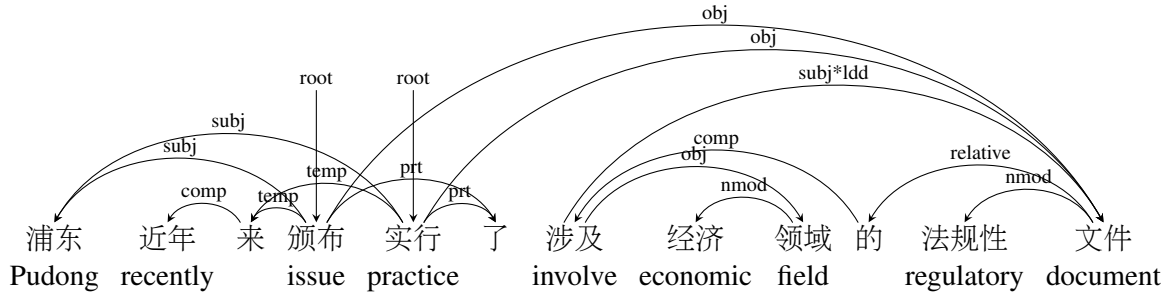 obj
obj
subj*ldd
root root
subj
subj
comp
obj
relative
temp
prt
comp
temp
prt
nmod
nmod
浦东 近年 来 颁布 实行 了 涉及 经济 领域 的 法规性 文件
Pudong recently issue practice involve economic field regulatory document